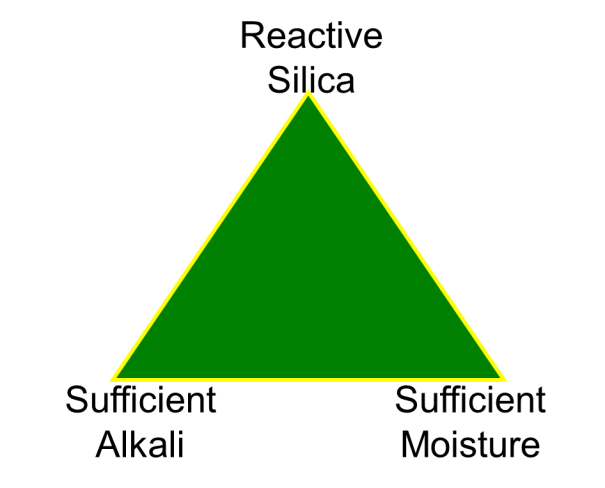 Reactive
Silica
Sufficient
Alkali
Sufficient
Moisture